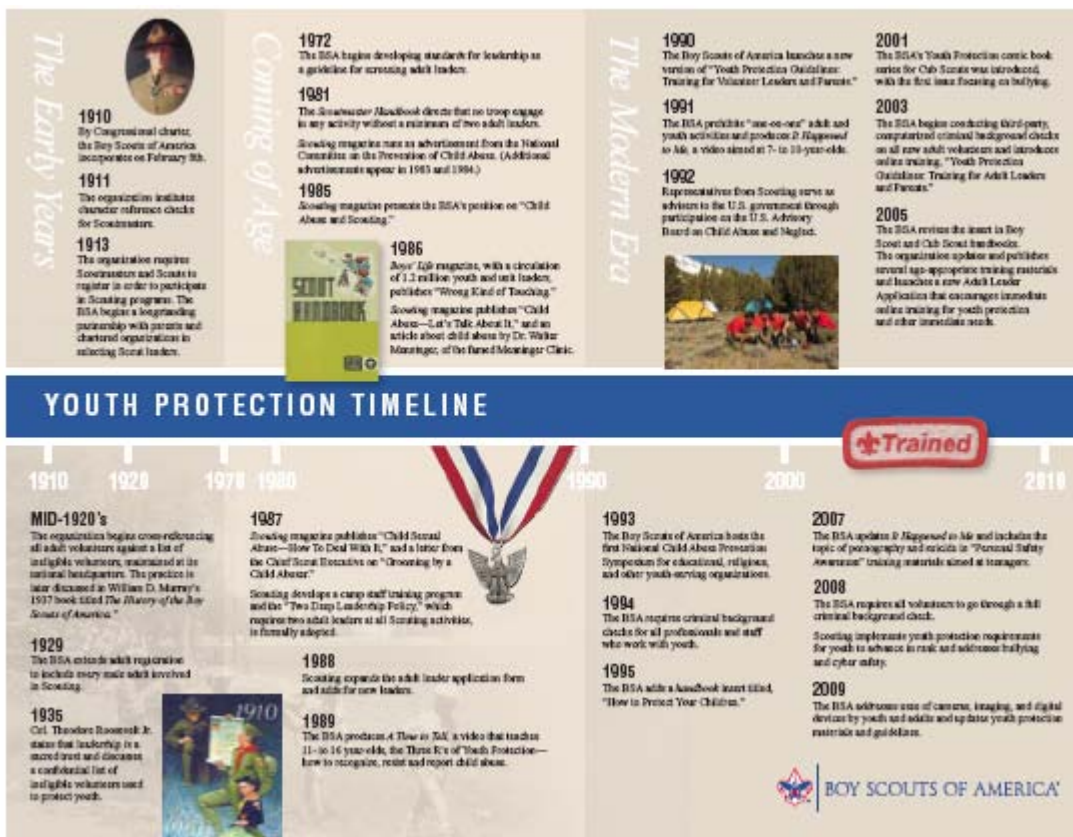 The Early Years
1910
By Congressional charter,
the Boy Scouts of America
incorporates on February 8th.
1911
The organization institutes
character reference checks
for Scoutmasters.
1913
The organization requires
Scoutmasters and Scouts to
register in order to participate
in Scouting programs. The
BSA begins a longstanding
partnership with parents and
chartered organizations in
selecting Scout leaders.
Coming of Age
1972
The BSA begins developing standards for leadership as
a guideline for screening adult leaders.
1981
The Scoutmaster Handbook directs that no troop engage
in any activity without a minimum of two adult leaders.
Scouting magazine runs an advertisement from the National
Committee on the Prevention of Child Abuse. (Additional
advertisements appear in 1983 and 1984.)
1985
Scouting magazine presents the BSA's position on "Child
Abuse and Scouting."
SCOUT
HANDBOOK
1986
Boys' Life magazine, with a circulation
of 1.2 million youth and unit leaders,
publishes "Wrong Kind of Touching."
Scouting magazine publishes "Child
Abuse—Let's Talk About It," and an
article about child abuse by Dr. Walter
Menninger, of the famed Menninger Clinic.
The Modern Era
1990
The Boy Scouts of America launches a new
version of "Youth Protection Guidelines:
Training for Volunteer Leaders and Parents."
1991
The BSA prohibits "one-on-one" adult and
youth activities and produces It Happened
to Me, a video aimed at 7- to 10-year-olds.
1992
Representatives from Scouting serve as
advisers to the U.S. government through
participation on the U.S. Advisory
Board on Child Abuse and Neglect.
2001
The BSA's Youth Protection comic book
series for Cub Scouts was introduced,
with the first issue focusing on bullying.
2003
The BSA begins conducting third-party,
computerized criminal background checks
on all new adult volunteers and introduces
online training, "Youth Protection
Guidelines: Training for Adult Leaders
and Parents."
2005
The BSA revises the insert in Boy
Scout and Cub Scout handbooks.
The organization updates and publishes
several age-appropriate training materials
and launches a new Adult Leader
Application that encourages immediate
online training for youth protection
and other immediate needs.
YOUTH PROTECTION TIMELINE
Trained
1910 1920 1970 1980 1990 2000 2010
MID-1920's
The organization begins cross-referencing
all adult volunteers against a list of
ineligible volunteers, maintained at its
national headquarters. The practice is
later discussed in William D. Murray's
1937 book titled The History of the Boy
Scouts of America."
1929
The BSA extends adult registration
to include every male adult involved
in Scouting.
1935
Col. Theodore Roosevelt Jr.
states that leadership is a
sacred trust and discusses
a confidential list of
ineligible volunteers used
to protect youth.
1910
1987
Scouting magazine publishes "Child Sexual
Abuse—How To Deal With It," and a letter from
the Chief Scout Executive on "Grooming by
a Child Abuser."
Scouting develops a camp staff training program
and the "Two Deep Leadership Policy," which
requires two adult leaders at all Scouting activities,
is formally adopted.
1988
Scouting expands the adult leader application form
and adds for new leaders.
1989
The BSA produces A Time to Tell, a video that teaches
11- to 16 year-olds, the Three R's of Youth Protection—
how to recognize, resist and report child abuse.
1993
The Boy Scouts of America hosts the
first National Child Abuse Prevention
Symposium for educational, religious,
and other youth-serving organizations.
1994
The BSA requires criminal background
checks for all professionals and staff
who work with youth.
1995
The BSA adds a handbook insert titled,
"How to Protect Your Children."
2007
The BSA updates It Happened to Me and includes the
topic of pornography and suicide in "Personal Safety
Awareness" training materials aimed at teenagers.
2008
The BSA requires all volunteers to go through a full
criminal background check.
Scouting implements youth protection requirements
for youth to advance in rank and addresses bullying
and cyber safety.
2009
The BSA addresses uses of cameras, imaging, and digital
devices by youth and adults and updates youth protection
materials and guidelines.
BOY SCOUTS OF AMERICA®